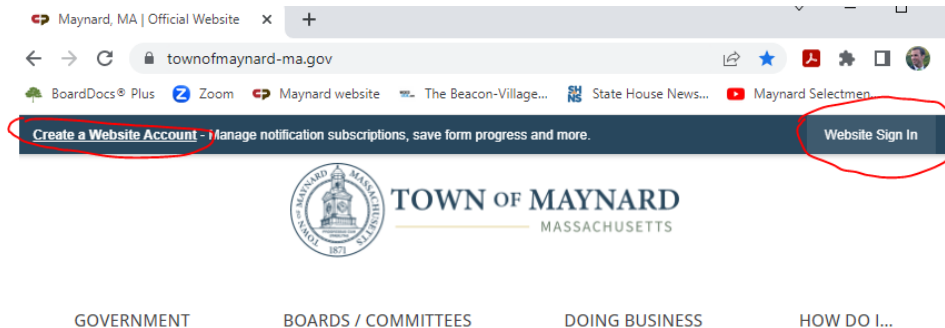 Maynard, MA | Official Website
townofmaynard-ma.gov
BoardDocs® Plus Zoom Maynard website The Beacon-Village... State House News... Maynard Selectmen...
Create a Website Account - Manage notification subscriptions, save form progress and more. Website Sign In
TOWN OF MAYNARD
MASSACHUSETTS
1871
GOVERNMENT BOARDS / COMMITTEES DOING BUSINESS HOW DO I...